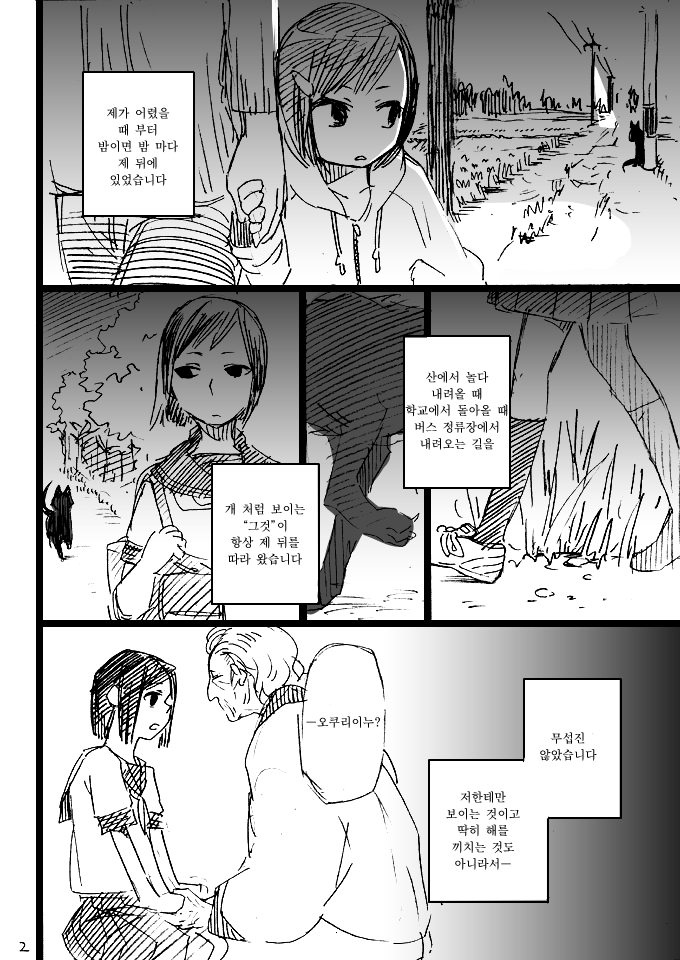 제가 어렸을
때 부터
밤이면 밤 마다
제 뒤에
있었습니다
산에서 놀다
내려올 때
학교에서 돌아올 때
버스 정류장에서
내려오는 길을
개 처럼 보이는
“그것”이
항상 제 뒤를
따라 왔습니다
무섭진
않았습니다
저한테만
보이는 것이고
딱히 해를
끼치는 것도
아니라서―
―오쿠리이누?
2